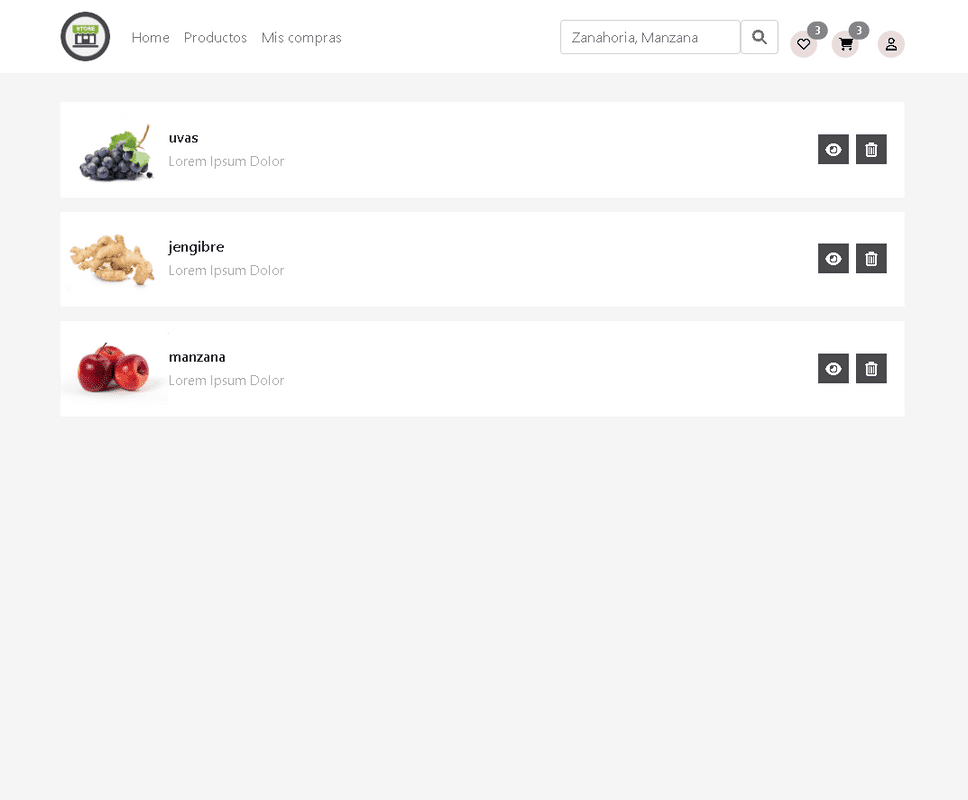 STORE
Home Productos Mis compras Zanahoria, Manzana 3 3
uvas
Lorem Ipsum Dolor
jengibre
Lorem Ipsum Dolor
manzana
Lorem Ipsum Dolor